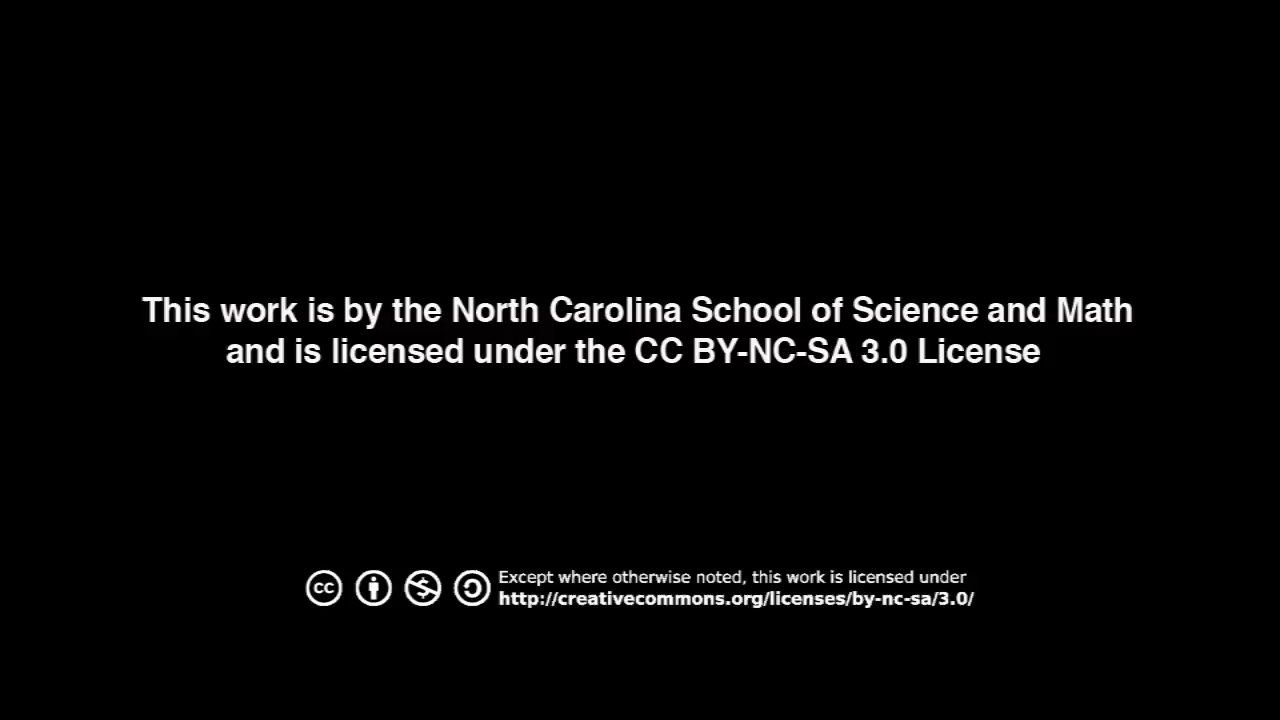 This work is by the North Carolina School of Science and Math
and is licensed under the CC BY-NC-SA 3.0 License
cc
Except where otherwise noted, this work is licensed under
http://creativecommons.org/licenses/by-nc-sa/3.0/